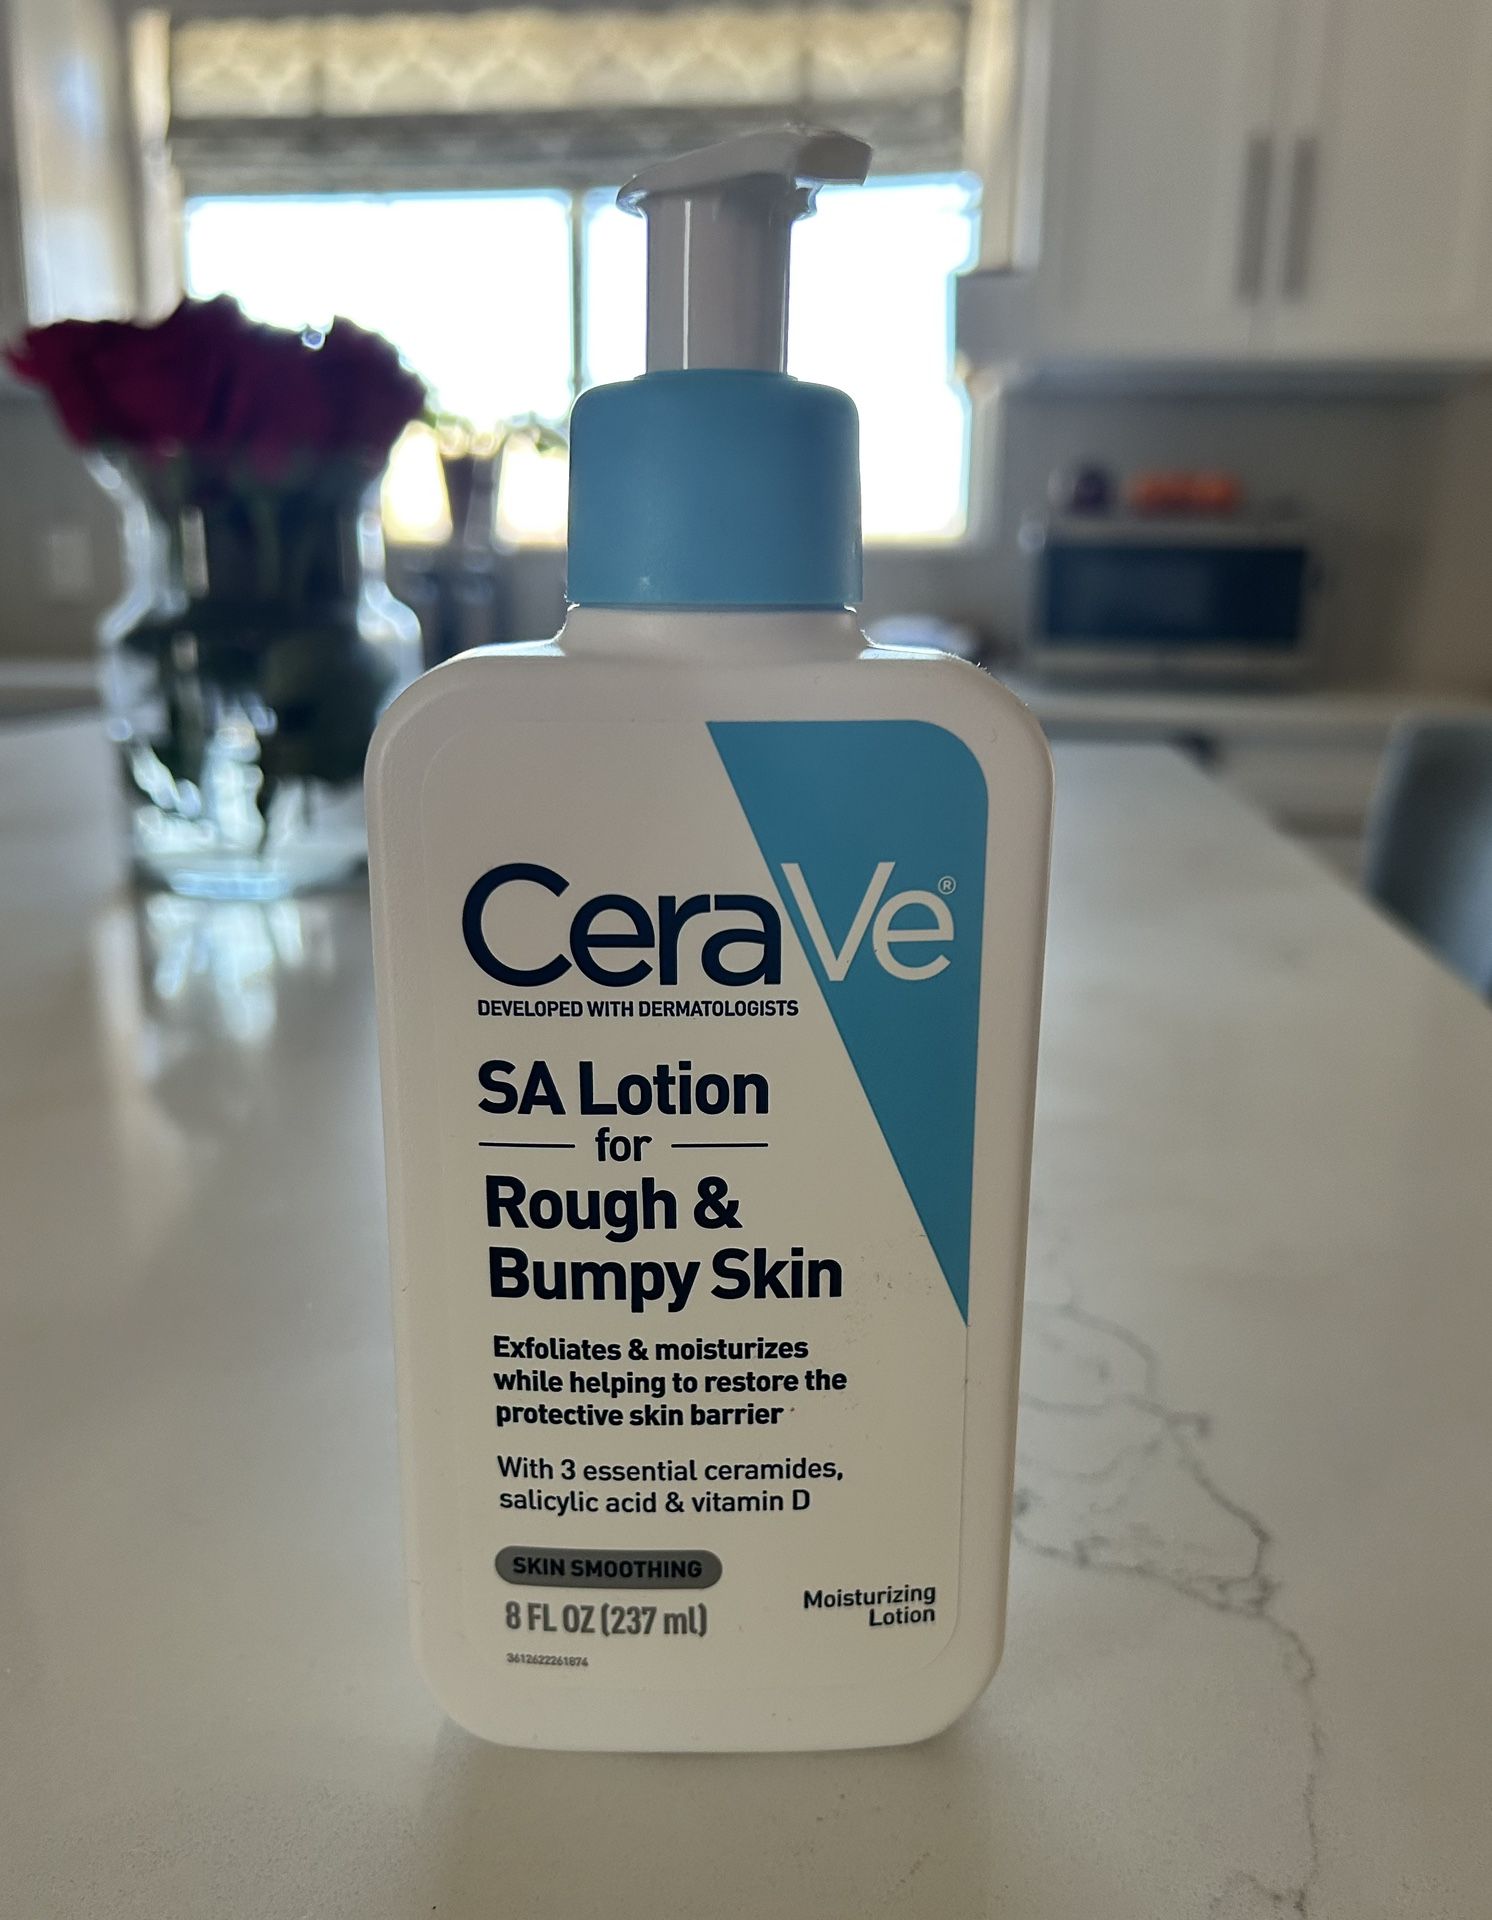 CeraVe®
DEVELOPED WITH DERMATOLOGISTS
SA Lotion
for
Rough &
Bumpy Skin
Exfoliates & moisturizes
while helping to restore the
protective skin barrier
With 3 essential ceramides,
salicylic acid & vitamin D
SKIN SMOOTHING
8 FL OZ (237 ml)
Moisturizing
Lotion
3612622261874